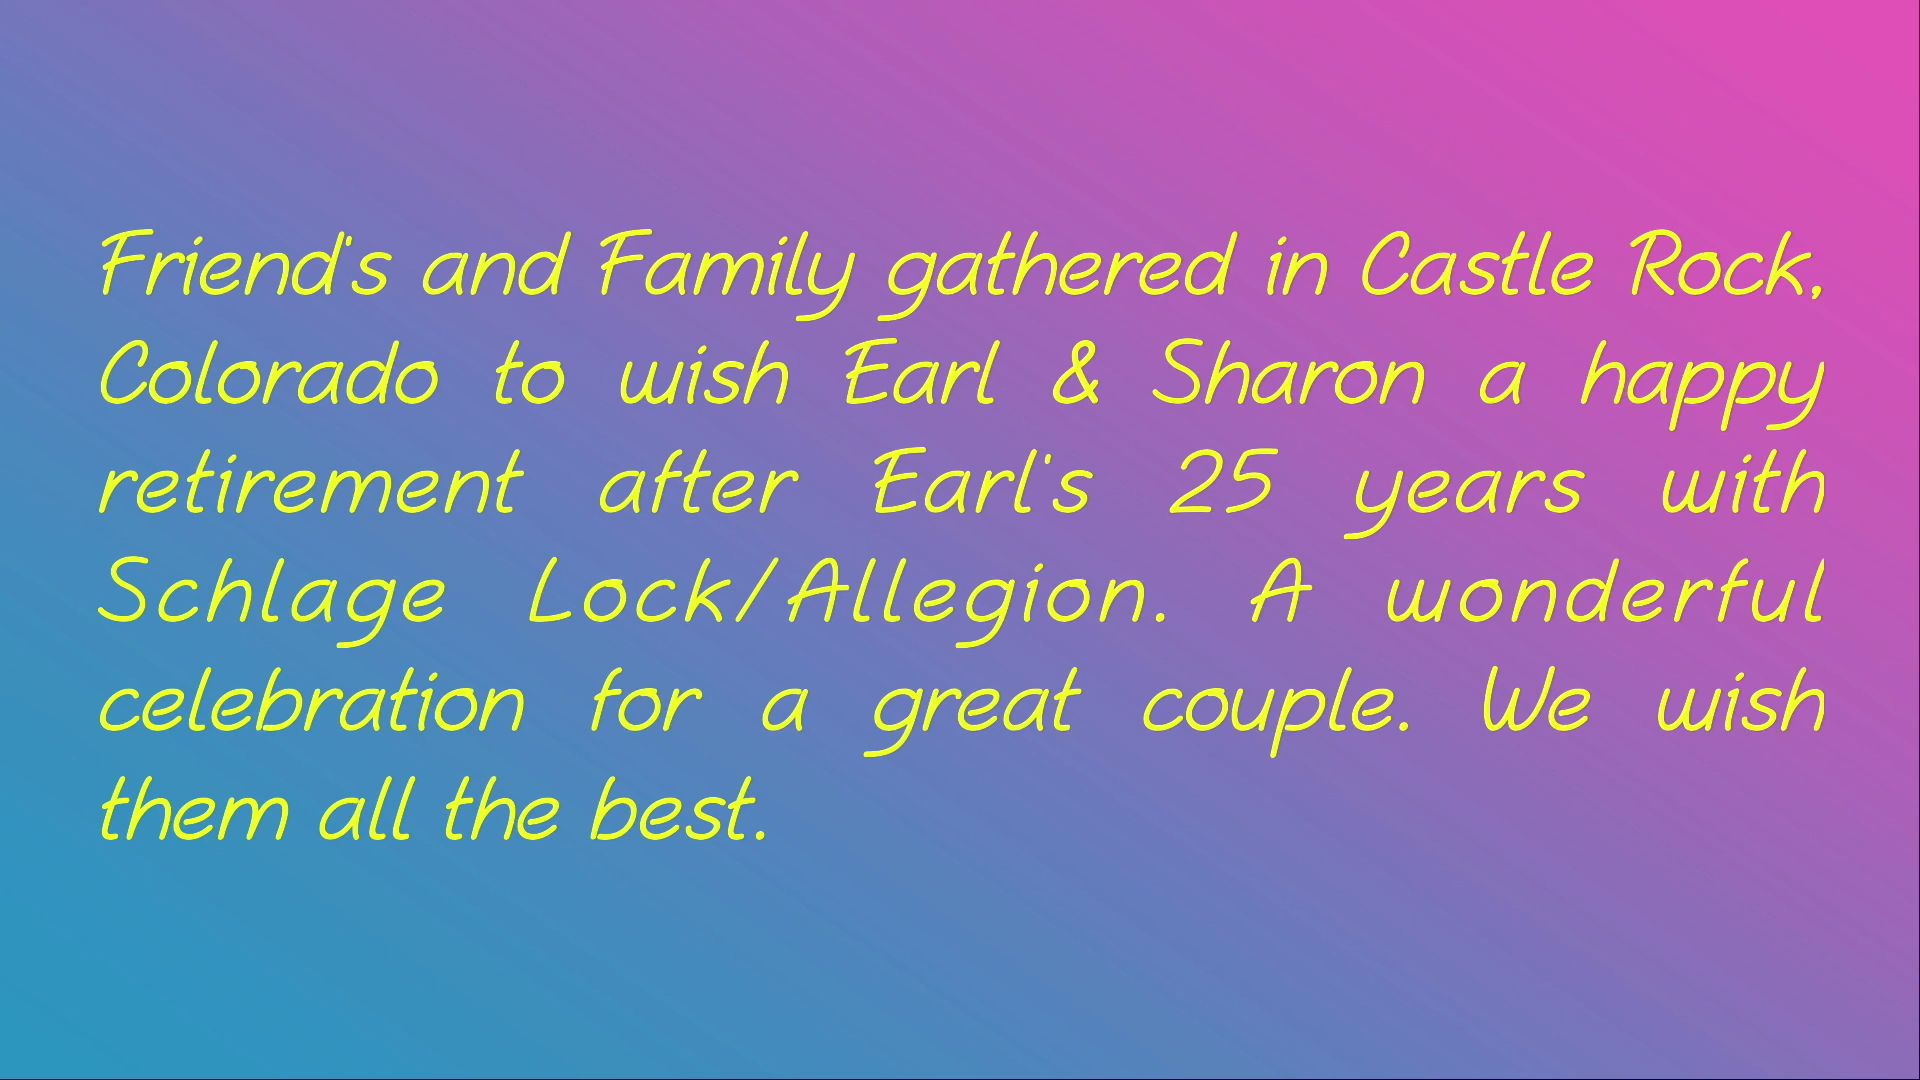 Friend's and Family gathered in Castle Rock,
Colorado to wish Earl & Sharon a happy
retirement after Earl's 25 years with
Schlage Lock/Allegion. A wonderful
celebration for a great couple. We wish
them all the best.